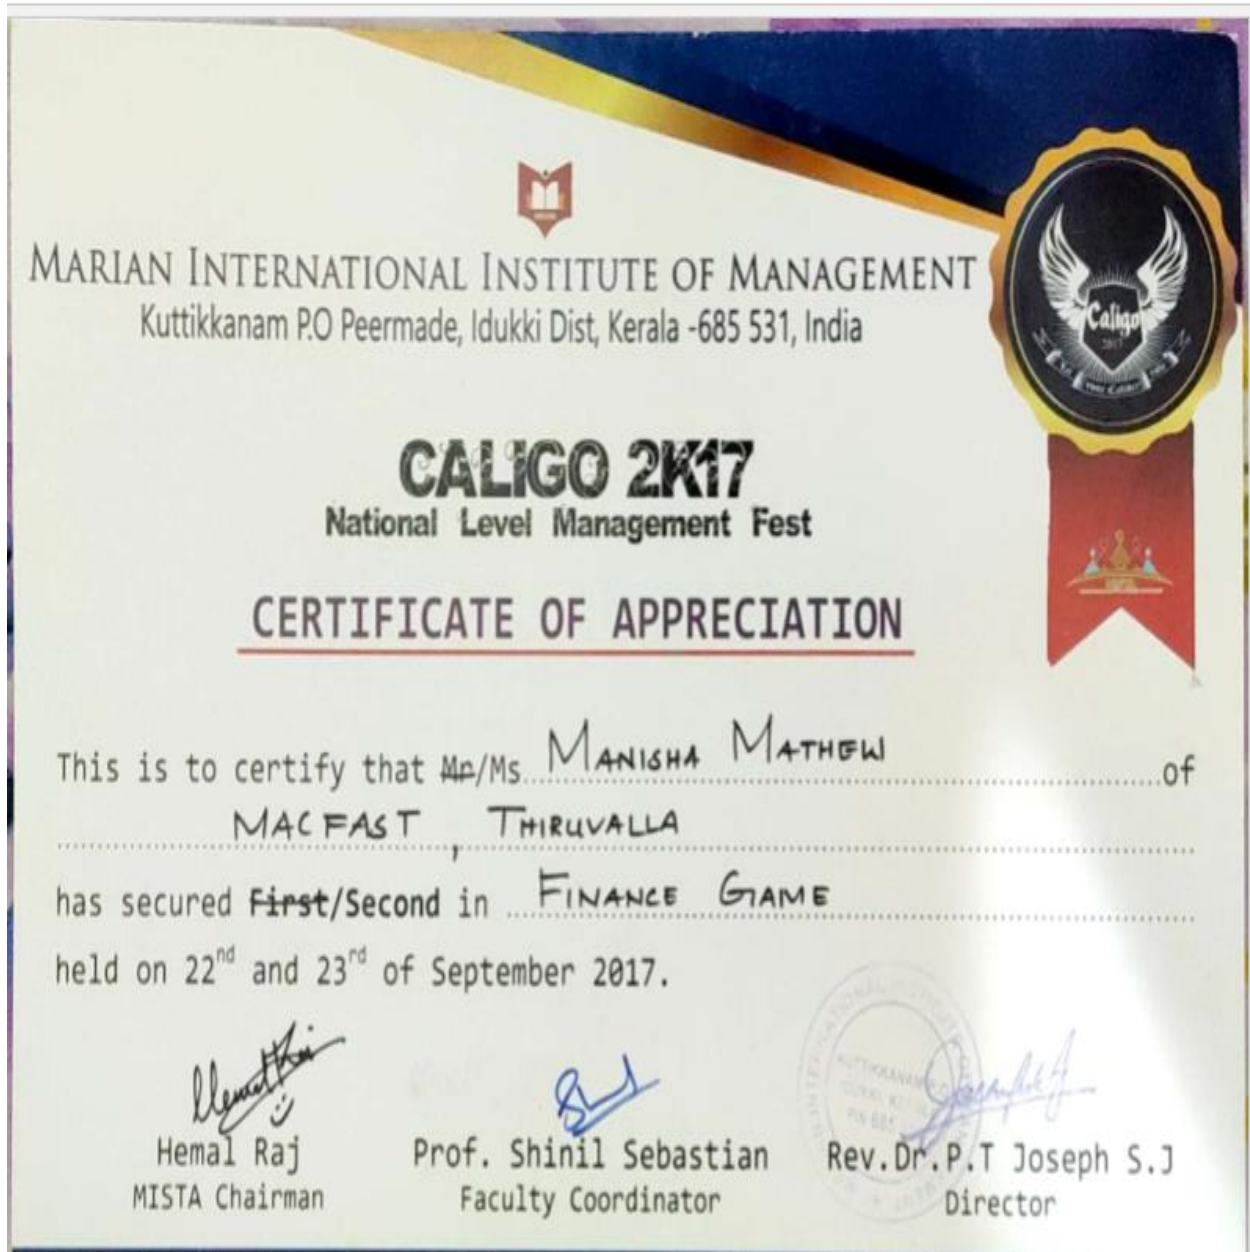 MARIAN INTERNATIONAL INSTITUTE OF MANAGEMENT
Kuttikkanam P.O Peermade, Idukki Dist, Kerala -685 531, India
Caligo
2017
CALIGO 2K17
National Level Management Fest
CERTIFICATE OF APPRECIATION
This is to certify that Mr/Ms. MANISHA MATHEW of
MACFAST, THIRUVALLA
has secured First/Second in FINANCE GAME
held on 22nd and 23rd of September 2017.
Hemal Raj
MISTA Chairman
Prof. Shinil Sebastian
Faculty Coordinator
Rev.Dr.P.T Joseph S.J
Director